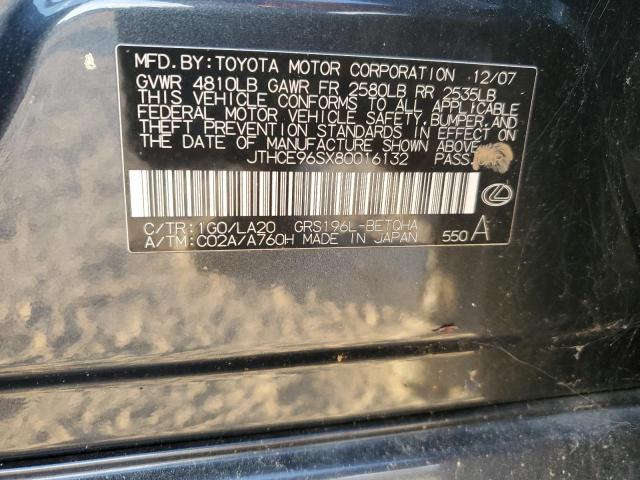 MFD.BY:TOYOTA MOTOR CORPORATION 12/07
GVWR 4810LB GAWR FR 2580LB RR 2535LB
THIS VEHICLE CONFORMS TO ALL APPLICABLE
FEDERAL MOTOR VEHICLE SAFETY,BUMPER,AND
THEFT PREVENTION STANDARDS IN EFFECT ON
THE DATE OF MANUFACTURE SHOWN ABOVE.
JTHCE96SX80016132 PASS.
C/TR:1G0/LA20 GRS196L-BETQHA
A/TM:C02A/A760H MADE IN JAPAN 550 A